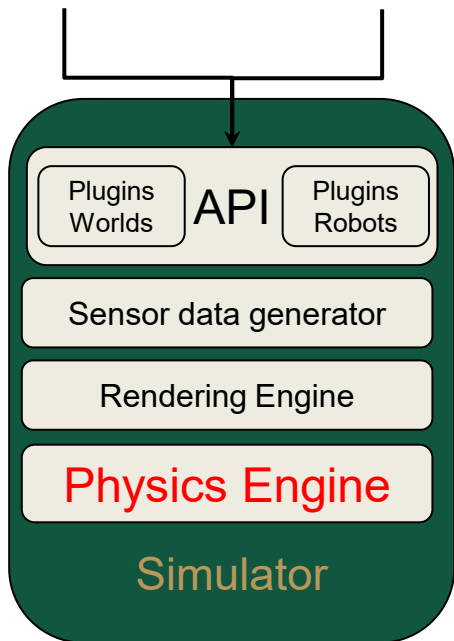 Plugins
Worlds
API
Plugins
Robots
Sensor data generator
Rendering Engine
Physics Engine
Simulator